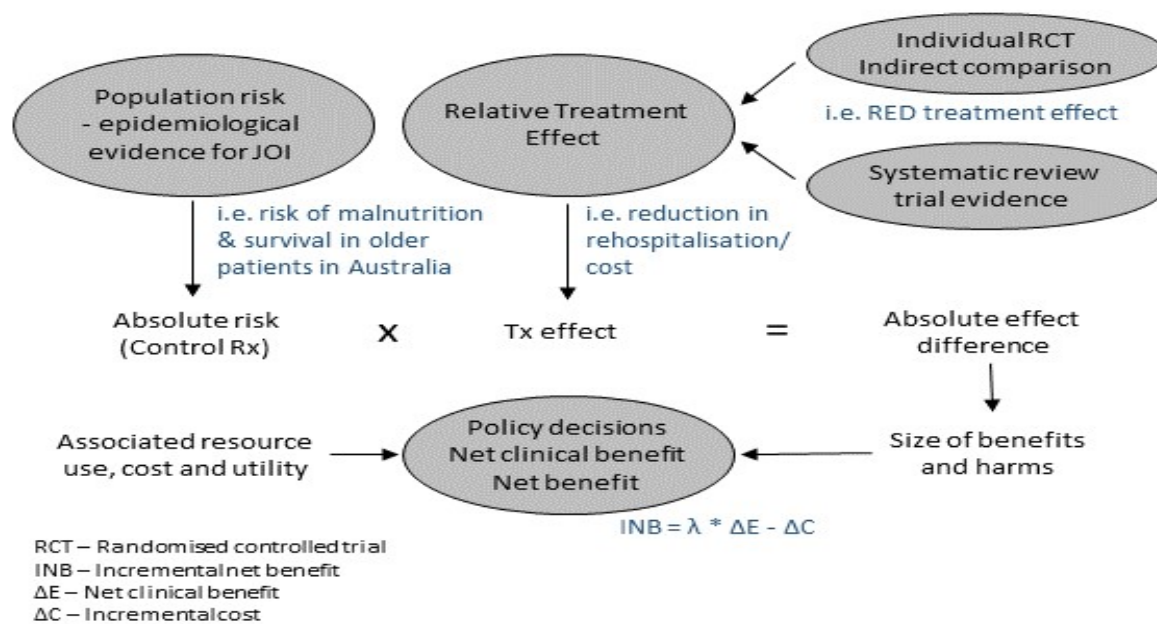 Population risk
- epidemiological
evidence for JOI
Relative Treatment
Effect
Individual RCT
Indirect comparison
i.e. RED treatment effect
Systematic review
trial evidence
i.e. risk of malnutrition
& survival in older
patients in Australia
i.e. reduction in
rehospitalisation/
cost
Absolute risk
(Control Rx)
x
Tx effect
=
Absolute effect
difference
Associated resource
use, cost and utility
Policy decisions
Net clinical benefit
Net benefit
Size of benefits
and harms
INB = λ * ΔE - ΔC
RCT – Randomised controlled trial
INB – Incremental net benefit
ΔE – Net clinical benefit
ΔC – Incremental cost